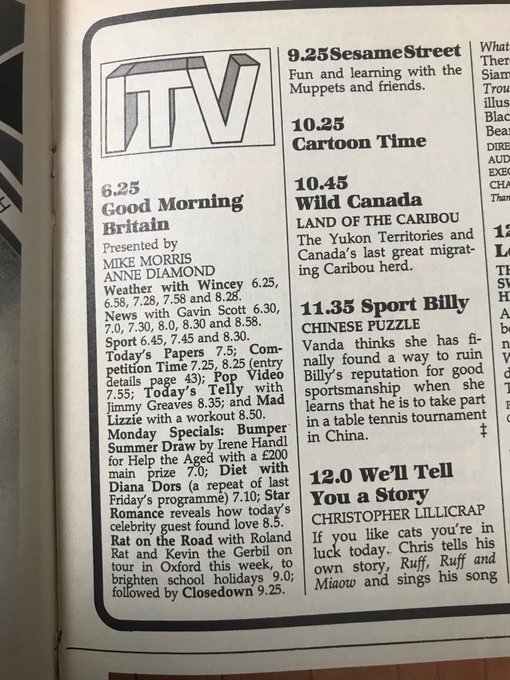 ITV
6.25
Good Morning
Britain
Presented by
MIKE MORRIS
ANNE DIAMOND
Weather with Wincey 6.25,
6.58, 7.28, 7.58 and 8.28.
News with Gavin Scott 6.30,
7.0, 7.30, 8.0, 8.30 and 8.58.
Sport 6.45, 7.45 and 8.30.
Today's Papers 7.5; Com-
petition Time 7.25, 8.25 (entry
details page 43); Pop Video
7.55; Today's Telly with
Jimmy Greaves 8.35; and Mad
Lizzie with a workout 8.50.
Monday Specials: Bumper
Summer Draw by Irene Handl
for Help the Aged with a £200
main prize 7.0; Diet with
Diana Dors (a repeat of last
Friday's programme) 7.10; Star
Romance reveals how today's
celebrity guest found love 8.5.
Rat on the Road with Roland
Rat and Kevin the Gerbil on
tour in Oxford this week, to
brighten school holidays 9.0;
followed by Closedown 9.25.
9.25 Sesame Street
Fun and learning with the
Muppets and friends.
10.25
Cartoon Time
10.45
Wild Canada
LAND OF THE CARIBOU
The Yukon Territories and
Canada's last great migrat-
ing Caribou herd.
11.35 Sport Billy
CHINESE PUZZLE
Vanda thinks she has fi-
nally found a way to ruin
Billy's reputation for good
sportsmanship when she
learns that he is to take part
in a table tennis tournament
in China. ‡
12.0 We'll Tell
You a Story
CHRISTOPHER LILLICRAP
If you like cats you're in
luck today. Chris tells his
own story, Ruff, Ruff and
Miaow and sings his song